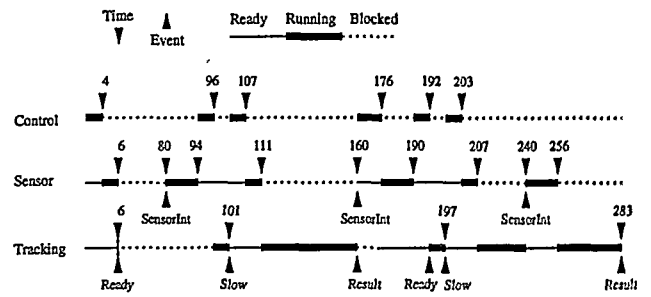 Time
Event
Ready Running Blocked
4 96 107 176 192 203
Control
6 80 94 111 160 190 207 240 256
Sensor
SensorInt SensorInt SensorInt
6 101 197 283
Tracking
Ready Slow Result Ready Slow Result